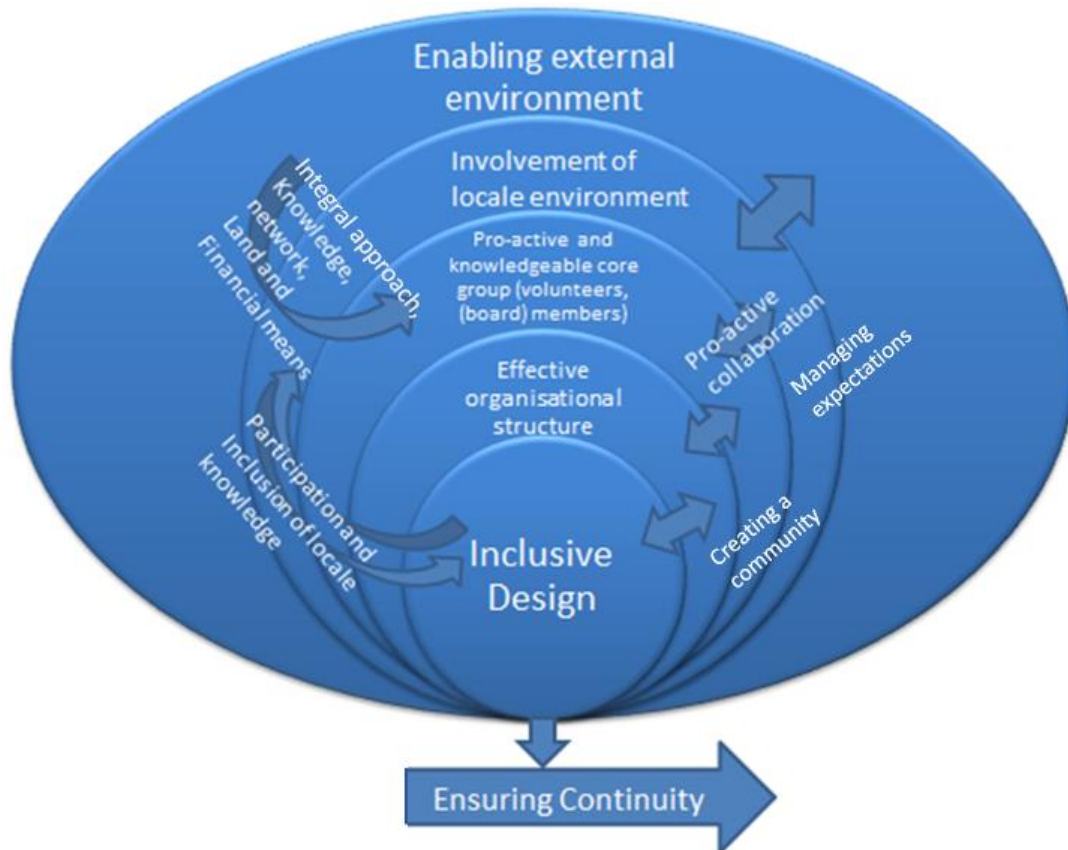 Enabling external
environment
Involvement of
locale environment
Pro-active and
knowledgeable core
group (volunteers,
(board) members)
Effective
organisational
structure
Inclusive
Design
Integral approach,
Knowledge,
network,
Land and
Financial means
Participation and
Inclusion of locale
knowledge
Pro-active
collaboration
Managing
expectations
Creating a
community
Ensuring Continuity